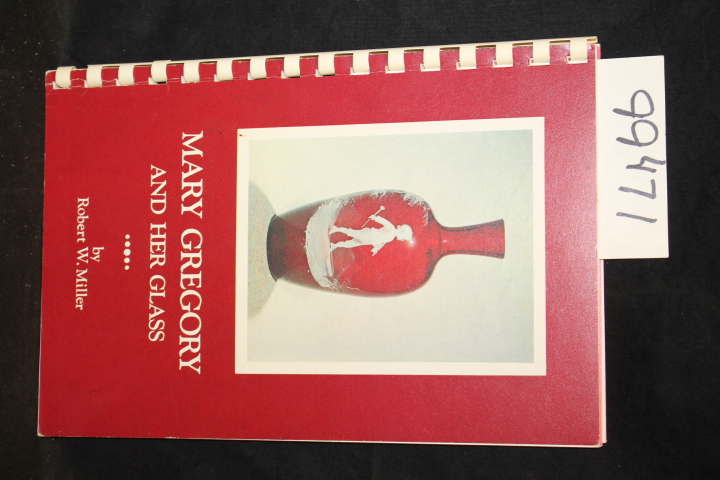 MARY GREGORY
AND HER GLASS
by
Robert W. Miller
99471